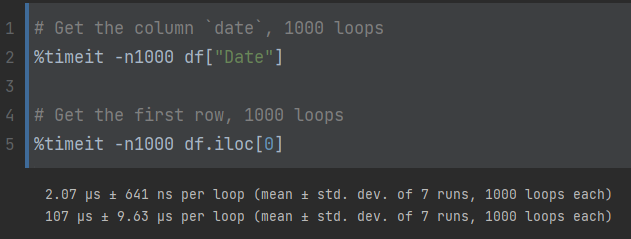 1 # Get the column `date`, 1000 loops
2 %timeit -n1000 df["Date"]
3
4 # Get the first row, 1000 loops
5 %timeit -n1000 df.iloc[0]
2.07 µs ± 641 ns per loop (mean ± std. dev. of 7 runs, 1000 loops each)
107 µs ± 9.63 µs per loop (mean ± std. dev. of 7 runs, 1000 loops each)